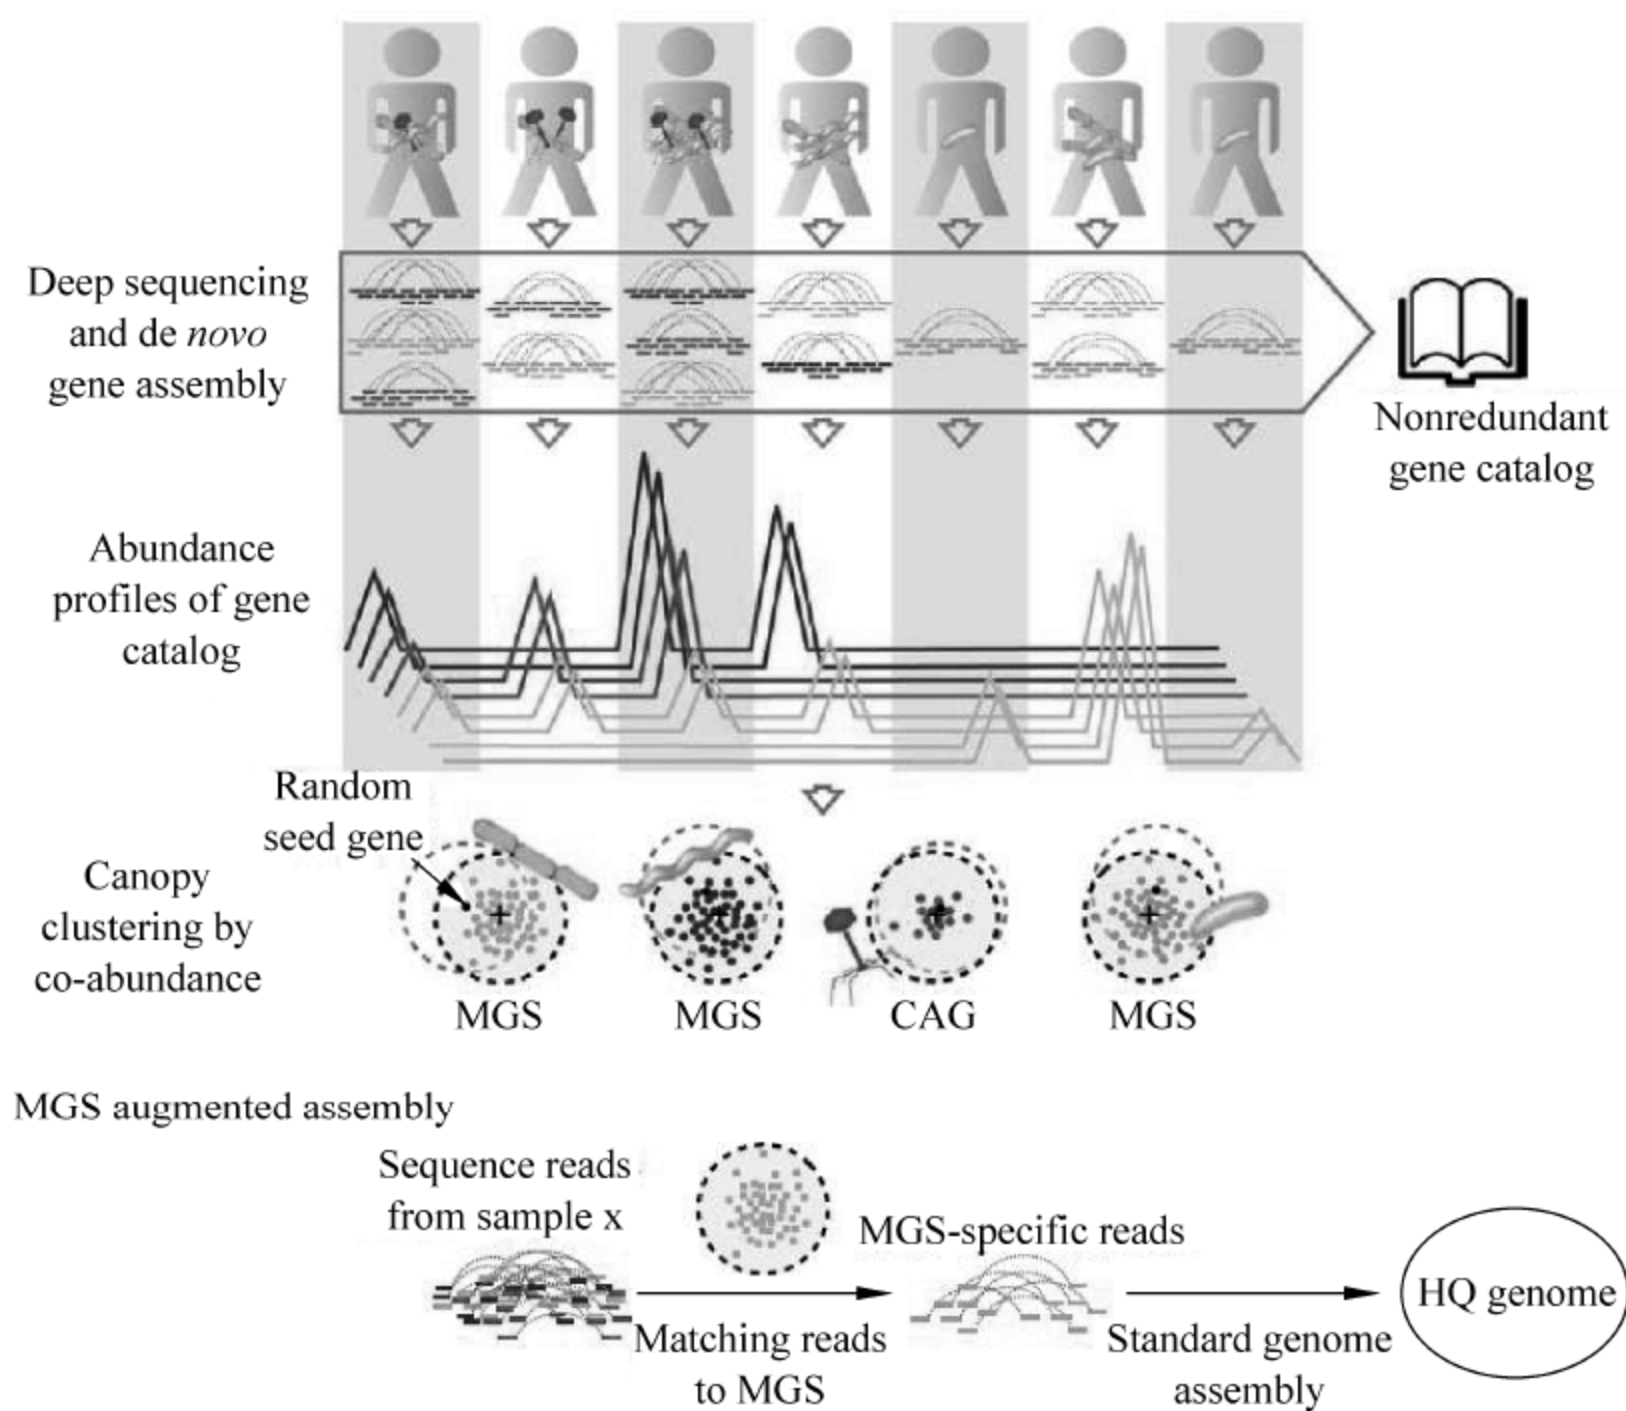 Deep sequencing
and de novo
gene assembly
Nonredundant
gene catalog
Abundance
profiles of gene
catalog
Random
seed gene
Canopy
clustering by
co-abundance
MGS
MGS
CAG
MGS
MGS augmented assembly
Sequence reads
from sample x
MGS-specific reads
HQ genome
Matching reads
to MGS
Standard genome
assembly